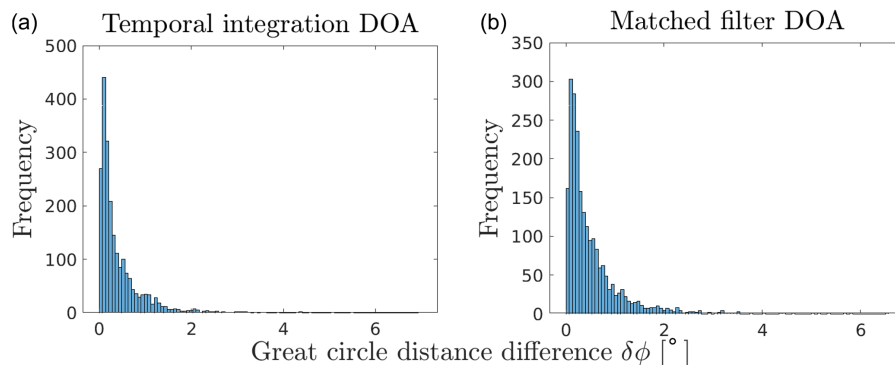 (a) Temporal integration DOA
500
400
300
200
100
0
Frequency
0 2 4 6
(b) Matched filter DOA
350
300
250
200
150
100
50
0
Frequency
0 2 4 6
Great circle distance difference δϕ [°]